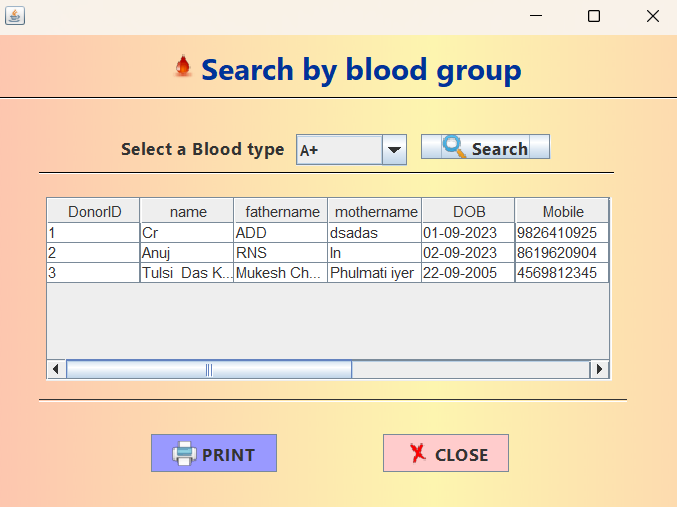 Search by blood group
Select a Blood type A+ Search
DonorID name fathername mothername DOB Mobile
1 Cr ADD dsadas 01-09-2023 9826410925
2 Anuj RNS In 02-09-2023 8619620904
3 Tulsi Das K... Mukesh Ch... Phulmati iyer 22-09-2005 4569812345
PRINT CLOSE